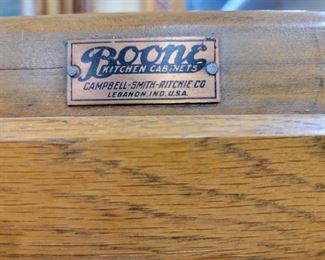 BOONE
KITCHEN CABINETS
CAMPBELL-SMITH-RITCHIE CO
LEBANON, IND. U.S.A.